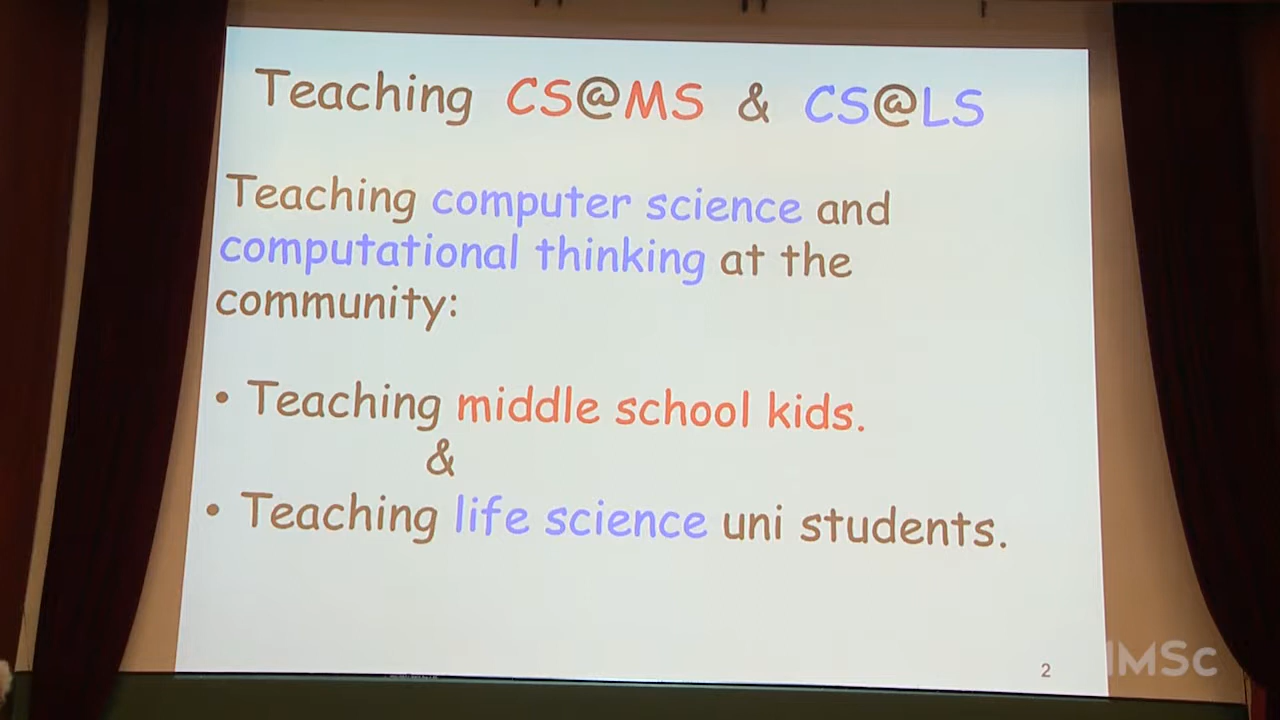 Teaching CS@MS & CS@LS
Teaching computer science and
computational thinking at the
community:
• Teaching middle school kids.
&
• Teaching life science uni students.
2
IMSc